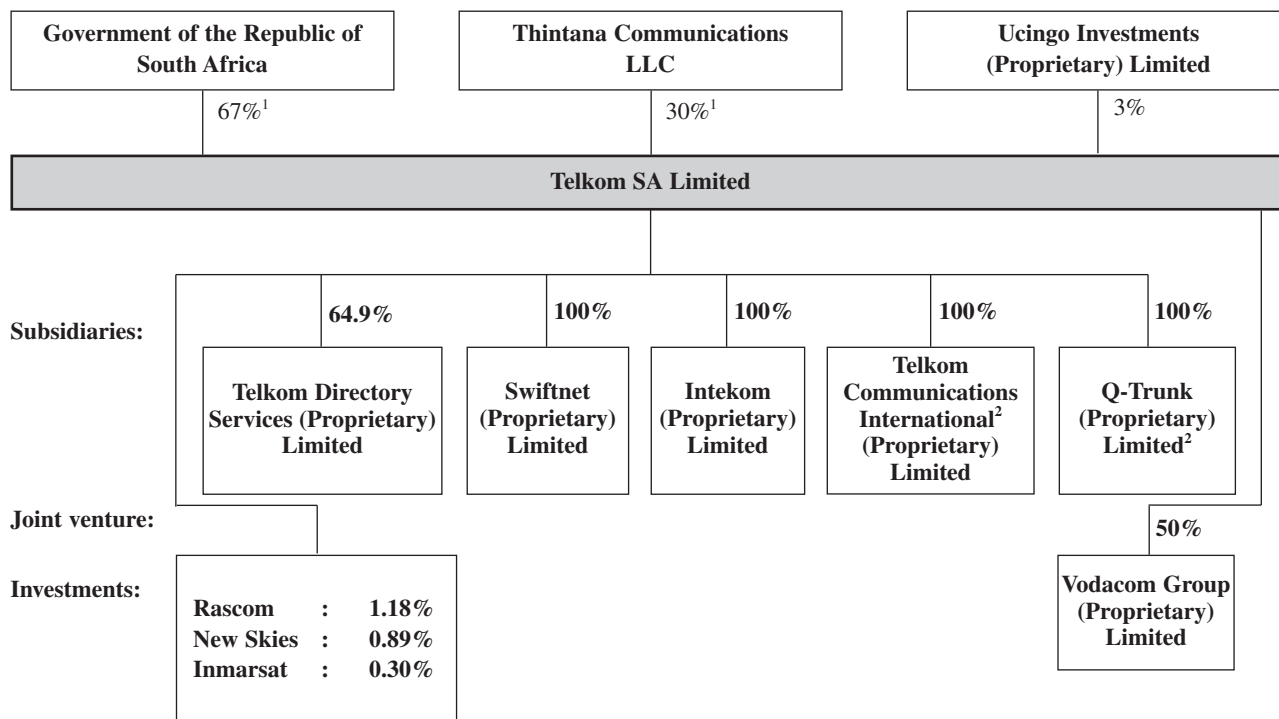 Government of the Republic of
South Africa
Thintana Communications
LLC
Ucingo Investments
(Proprietary) Limited
67%¹
30%¹
3%
Telkom SA Limited
Subsidiaries:
64.9%
100%
100%
100%
100%
Telkom Directory
Services (Proprietary)
Limited
Swiftnet
(Proprietary)
Limited
Intekom
(Proprietary)
Limited
Telkom
Communications
International²
(Proprietary)
Limited
Q-Trunk
(Proprietary)
Limited²
Joint venture:
50%
Vodacom Group
(Proprietary)
Limited
Investments:
Rascom : 1.18%
New Skies : 0.89%
Inmarsat : 0.30%